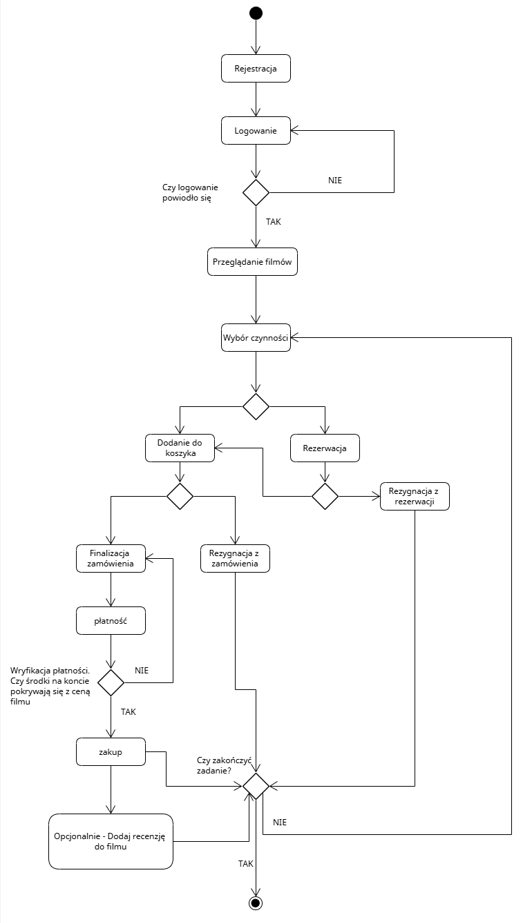 Rejestracja
Logowanie
NIE
Czy logowanie
powiodło się
TAK
Przeglądanie filmów
Wybór czynności
Dodanie do
koszyka
Rezerwacja
Rezygnacja z
rezerwacji
Finalizacja
zamówienia
Rezygnacja z
zamówienia
płatność
Wryfikacja płatności.
Czy środki na koncie
pokrywają się z ceną
filmu
NIE
TAK
zakup
Czy zakończyć
zadanie?
Opcjonalnie - Dodaj recenzję
do filmu
NIE
TAK